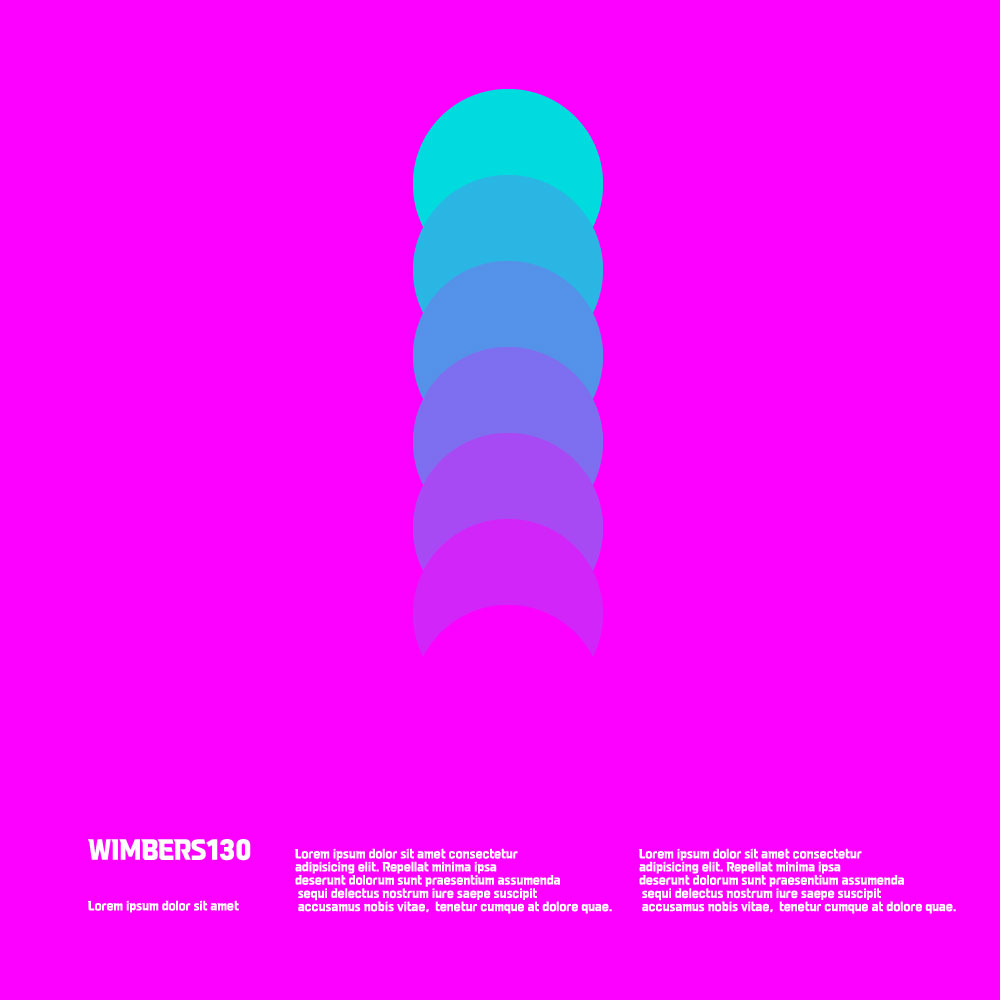 WIMBERS130
Lorem ipsum dolor sit amet
Lorem ipsum dolor sit amet consectetur
adipisicing elit. Repellat minima ipsa
deserunt dolorum sunt praesentium assumenda
sequi delectus nostrum iure saepe suscipit
accusamus nobis vitae, tenetur cumque at dolore quae.
Lorem ipsum dolor sit amet consectetur
adipisicing elit. Repellat minima ipsa
deserunt dolorum sunt praesentium assumenda
sequi delectus nostrum iure saepe suscipit
accusamus nobis vitae, tenetur cumque at dolore quae.